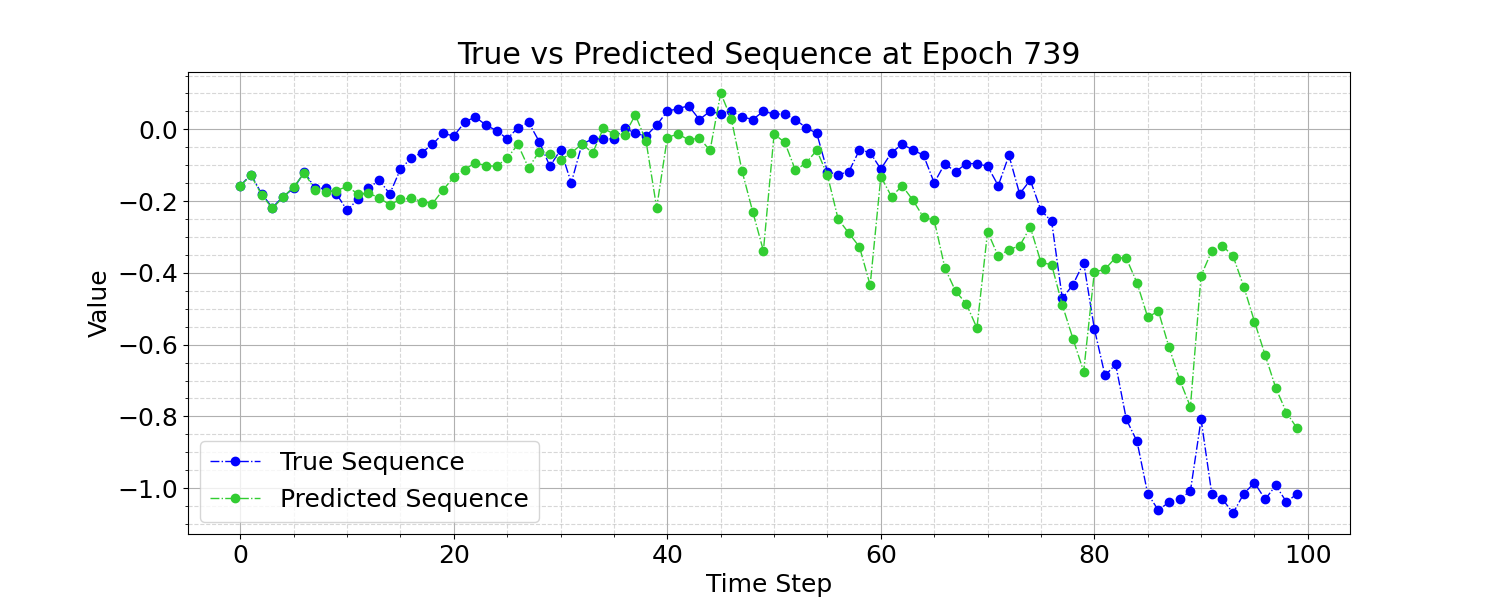 True vs Predicted Sequence at Epoch 739
Value
0.0
−0.2
−0.4
−0.6
−0.8
−1.0
True Sequence
Predicted Sequence
0 20 40 60 80 100
Time Step